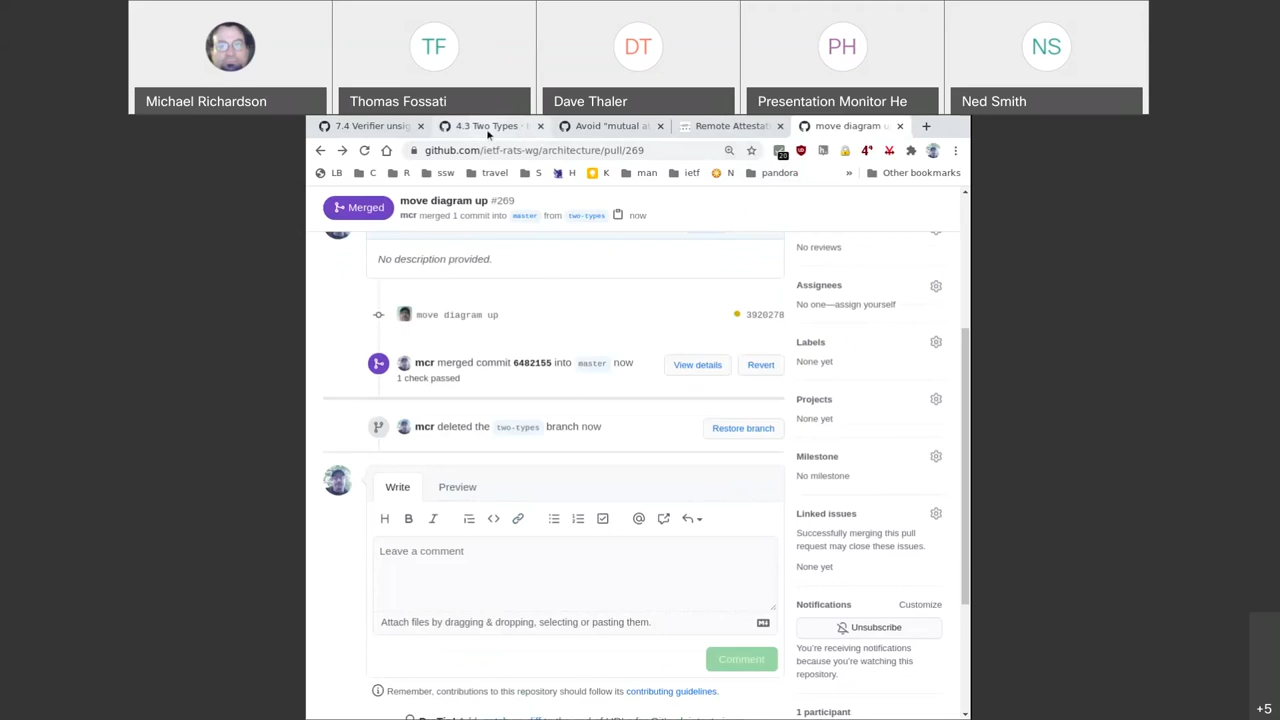 TF
DT
PH
NS
Michael Richardson
Thomas Fossati
Dave Thaler
Presentation Monitor He
Ned Smith
7.4 Verifier unsig
4.3 Two Types -
Avoid "mutual a
Remote Attestat
move diagram u
github.com/ietf-rats-wg/architecture/pull/269
20
LB
C
R
ssw
travel
S
H
K
man
ietf
N
pandora
»
Other bookmarks
Merged
move diagram up #269
mcr merged 1 commit into master from two-types now
No description provided.
No reviews
Assignees
No one—assign yourself
move diagram up
3920278
Labels
None yet
mcr merged commit 6482155 into master now
View details
Revert
1 check passed
Projects
None yet
mcr deleted the two-types branch now
Restore branch
Milestone
No milestone
Write
Preview
Linked issues
Successfully merging this pull
request may close these issues.
None yet
Leave a comment
Notifications
Customize
Attach files by dragging & dropping, selecting or pasting them.
Unsubscribe
You're receiving notifications
because you're watching this
repository.
Comment
Remember, contributions to this repository should follow its contributing guidelines.
1 participant
+5